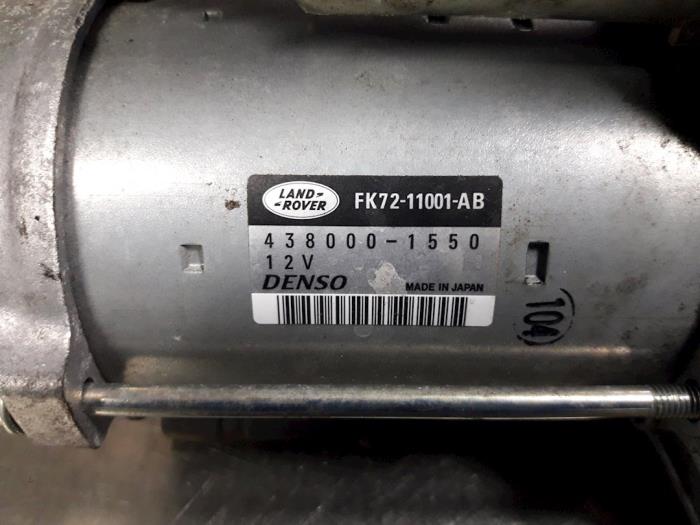 LAND-
-ROVER
FK72-11001-AB
438000-1550
12V
DENSO
MADE IN JAPAN
104